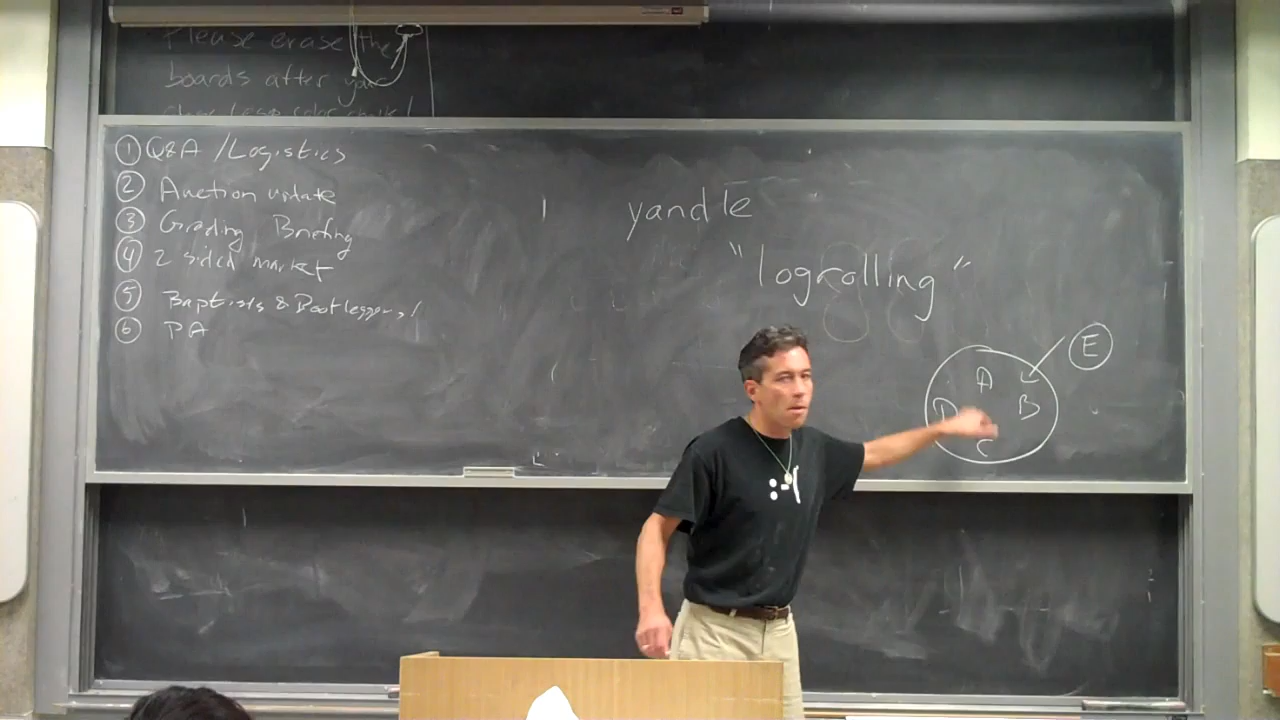 Please erase the
boards after your
① Q&A /Logistics
② Auction update
③ Grading Briefing
④ 2 sided market
⑤ Baptists & Bootleggers/
⑥ PA
yandle
"logrolling"
E
A
D B
C
:-(